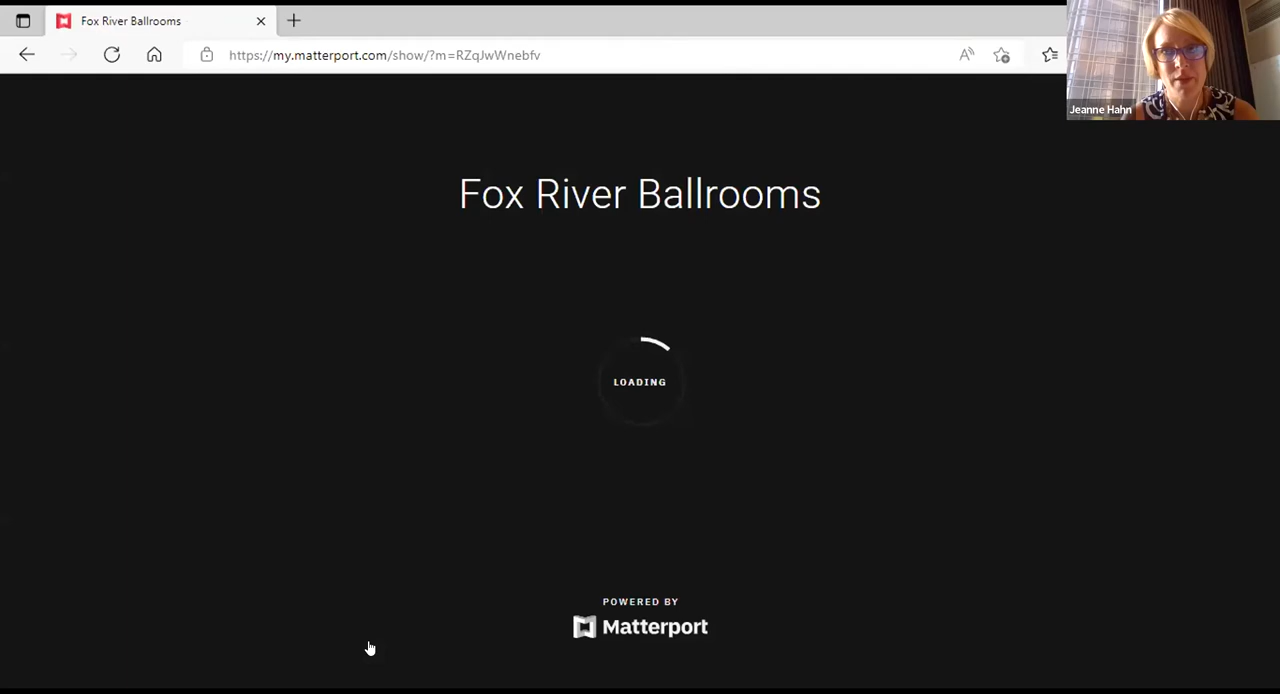 Fox River Ballrooms
https://my.matterport.com/show/?m=RZqJwWnebfv
Jeanne Hahn
Fox River Ballrooms
LOADING
POWERED BY
Matterport